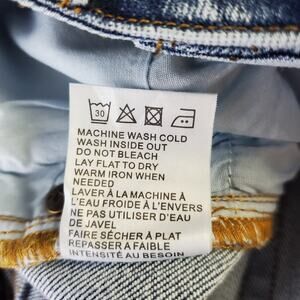 30
MACHINE WASH COLD
WASH INSIDE OUT
DO NOT BLEACH
LAY FLAT TO DRY
WARM IRON WHEN
NEEDED
LAVER À LA MACHINE À
L'EAU FROIDE À L'ENVERS
NE PAS UTILISER D'EAU
DE JAVEL
FAIRE SÉCHER À PLAT
REPASSER A FAIBLE
INTENSITÉ AU BESOIN